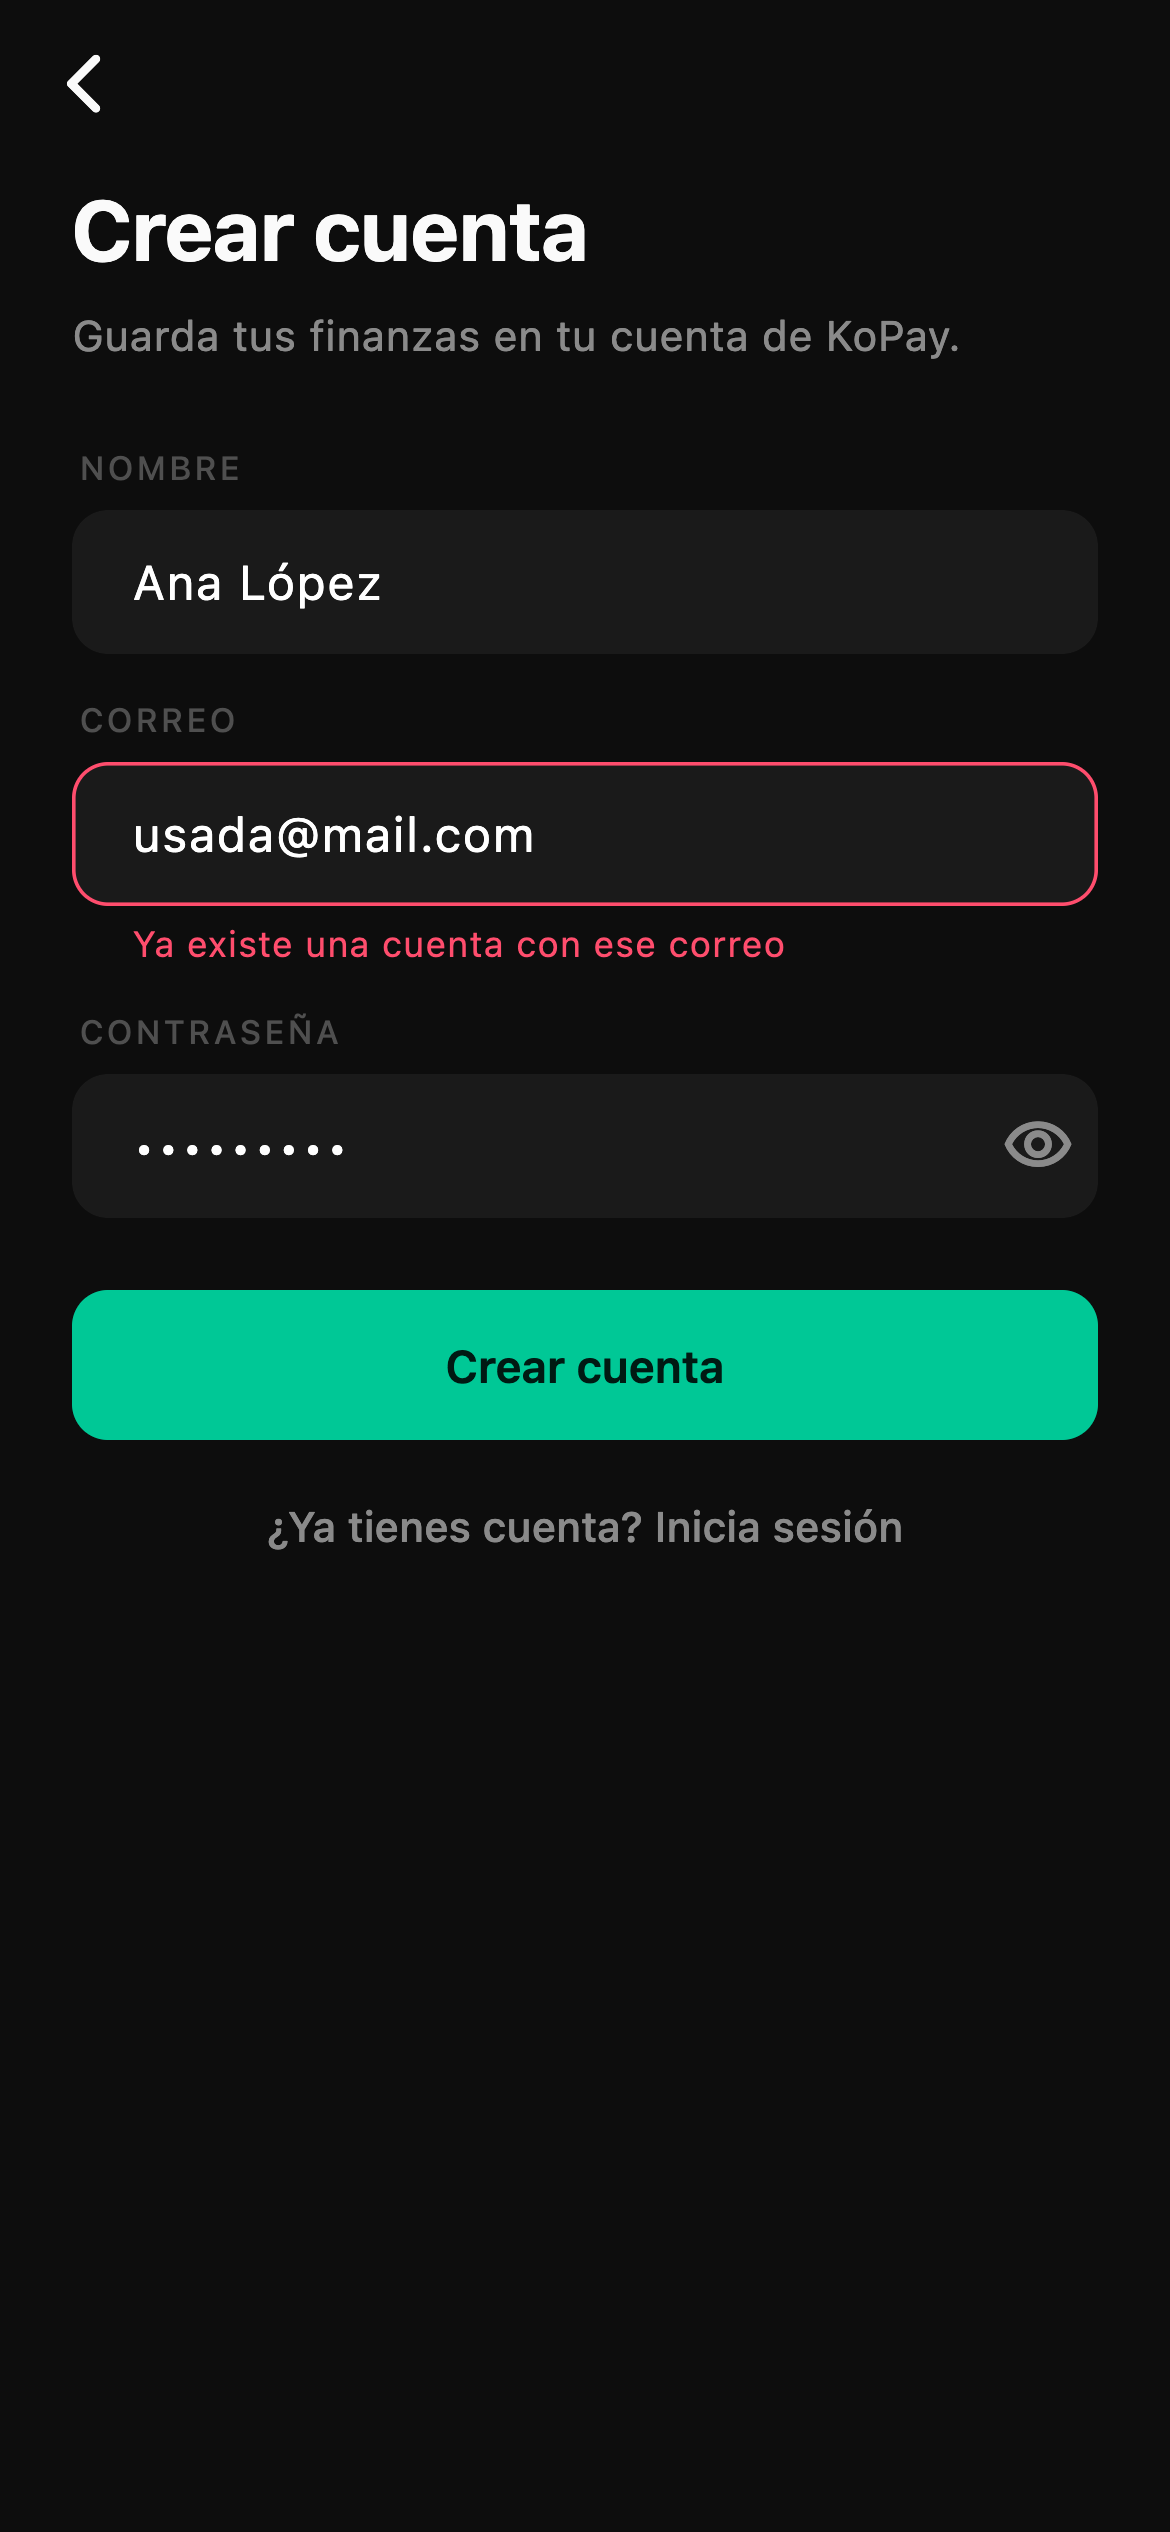 Crear cuenta
Guarda tus finanzas en tu cuenta de KoPay.
NOMBRE
Ana López
CORREO
usada@mail.com
Ya existe una cuenta con ese correo
CONTRASEÑA
•••••••••
Crear cuenta
¿Ya tienes cuenta? Inicia sesión